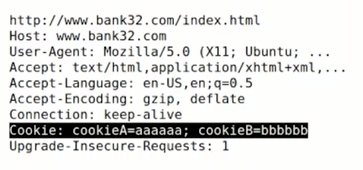 http://www.bank32.com/index.html
Host: www.bank32.com
User-Agent: Mozilla/5.0 (X11; Ubuntu; ...
Accept: text/html,application/xhtml+xml,...
Accept-Language: en-US,en;q=0.5
Accept-Encoding: gzip, deflate
Connection: keep-alive
Cookie: cookieA=aaaaaa; cookieB=bbbbbb
Upgrade-Insecure-Requests: 1